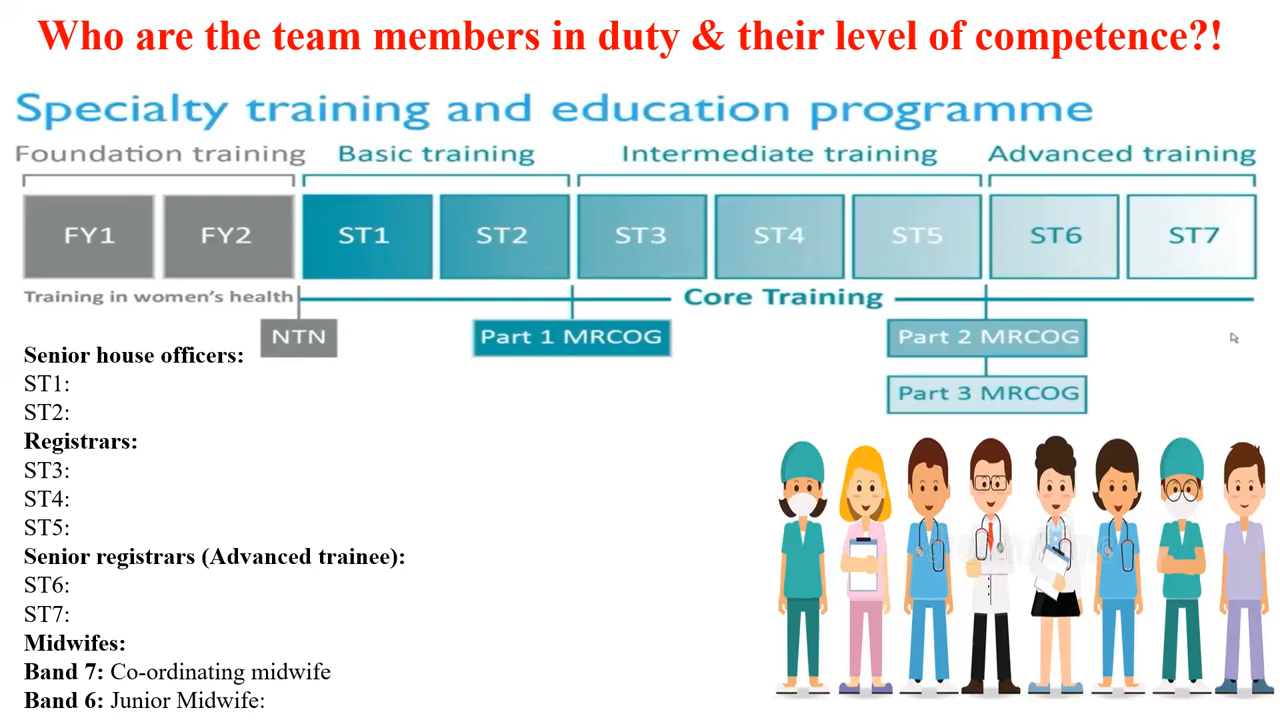 Who are the team members in duty & their level of competence?!
Specialty training and education programme
Foundation training Basic training Intermediate training Advanced training
FY1 FY2 ST1 ST2 ST3 ST4 ST5 ST6 ST7
Training in women's health Core Training
NTN Part 1 MRCOG Part 2 MRCOG
Part 3 MRCOG
Senior house officers:
ST1:
ST2:
Registrars:
ST3:
ST4:
ST5:
Senior registrars (Advanced trainee):
ST6:
ST7:
Midwifes:
Band 7: Co-ordinating midwife
Band 6: Junior Midwife: